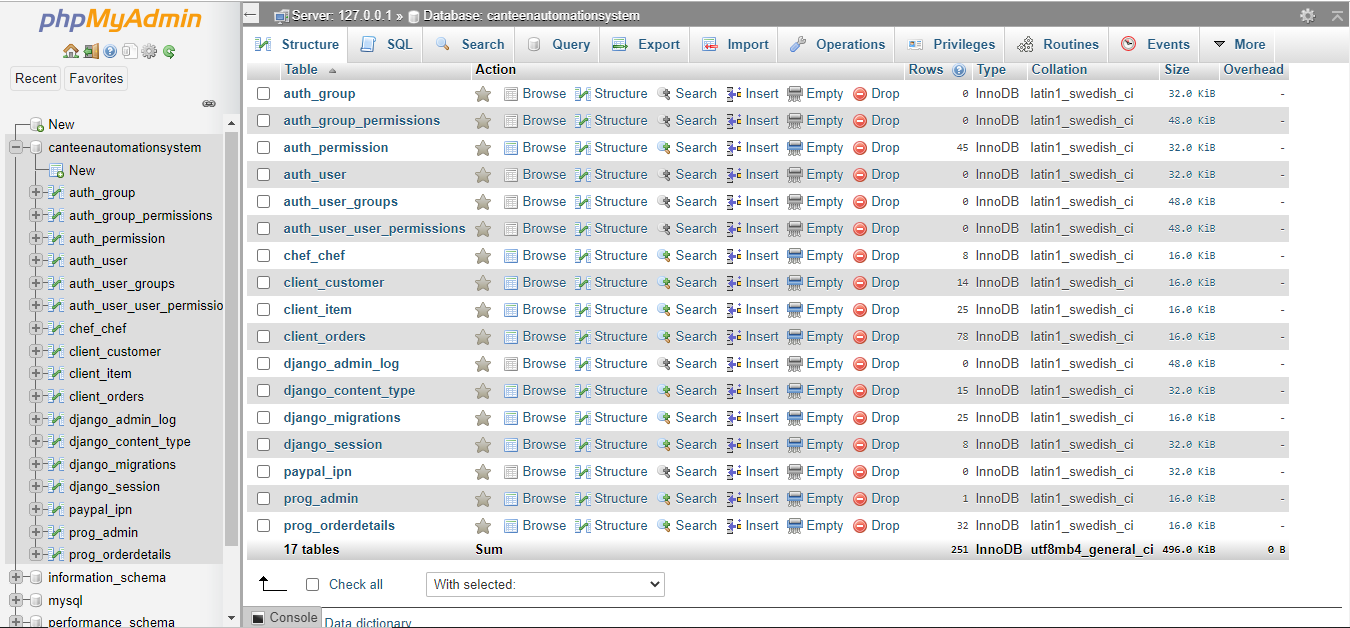 phpMyAdmin
Recent Favorites
New
canteenautomationsystem
New
auth_group
auth_group_permissions
auth_permission
auth_user
auth_user_groups
auth_user_user_permissio
chef_chef
client_customer
client_item
client_orders
django_admin_log
django_content_type
django_migrations
django_session
paypal_ipn
prog_admin
prog_orderdetails
information_schema
mysql
performance_schema
Server: 127.0.0.1 » Database: canteenautomationsystem
Structure SQL Search Query Export Import Operations Privileges Routines Events More
Table Action Rows Type Collation Size Overhead
auth_group Browse Structure Search Insert Empty Drop 0 InnoDB latin1_swedish_ci 32.0 KiB -
auth_group_permissions Browse Structure Search Insert Empty Drop 0 InnoDB latin1_swedish_ci 48.0 KiB -
auth_permission Browse Structure Search Insert Empty Drop 45 InnoDB latin1_swedish_ci 32.0 KiB -
auth_user Browse Structure Search Insert Empty Drop 0 InnoDB latin1_swedish_ci 32.0 KiB -
auth_user_groups Browse Structure Search Insert Empty Drop 0 InnoDB latin1_swedish_ci 48.0 KiB -
auth_user_user_permissions Browse Structure Search Insert Empty Drop 0 InnoDB latin1_swedish_ci 48.0 KiB -
chef_chef Browse Structure Search Insert Empty Drop 8 InnoDB latin1_swedish_ci 16.0 KiB -
client_customer Browse Structure Search Insert Empty Drop 14 InnoDB latin1_swedish_ci 16.0 KiB -
client_item Browse Structure Search Insert Empty Drop 25 InnoDB latin1_swedish_ci 16.0 KiB -
client_orders Browse Structure Search Insert Empty Drop 78 InnoDB latin1_swedish_ci 16.0 KiB -
django_admin_log Browse Structure Search Insert Empty Drop 0 InnoDB latin1_swedish_ci 48.0 KiB -
django_content_type Browse Structure Search Insert Empty Drop 15 InnoDB latin1_swedish_ci 32.0 KiB -
django_migrations Browse Structure Search Insert Empty Drop 25 InnoDB latin1_swedish_ci 16.0 KiB -
django_session Browse Structure Search Insert Empty Drop 8 InnoDB latin1_swedish_ci 32.0 KiB -
paypal_ipn Browse Structure Search Insert Empty Drop 0 InnoDB latin1_swedish_ci 32.0 KiB -
prog_admin Browse Structure Search Insert Empty Drop 1 InnoDB latin1_swedish_ci 16.0 KiB -
prog_orderdetails Browse Structure Search Insert Empty Drop 32 InnoDB latin1_swedish_ci 16.0 KiB -
17 tables Sum 251 InnoDB utf8mb4_general_ci 496.0 KiB 0 B
Check all With selected:
Console Data dictionary